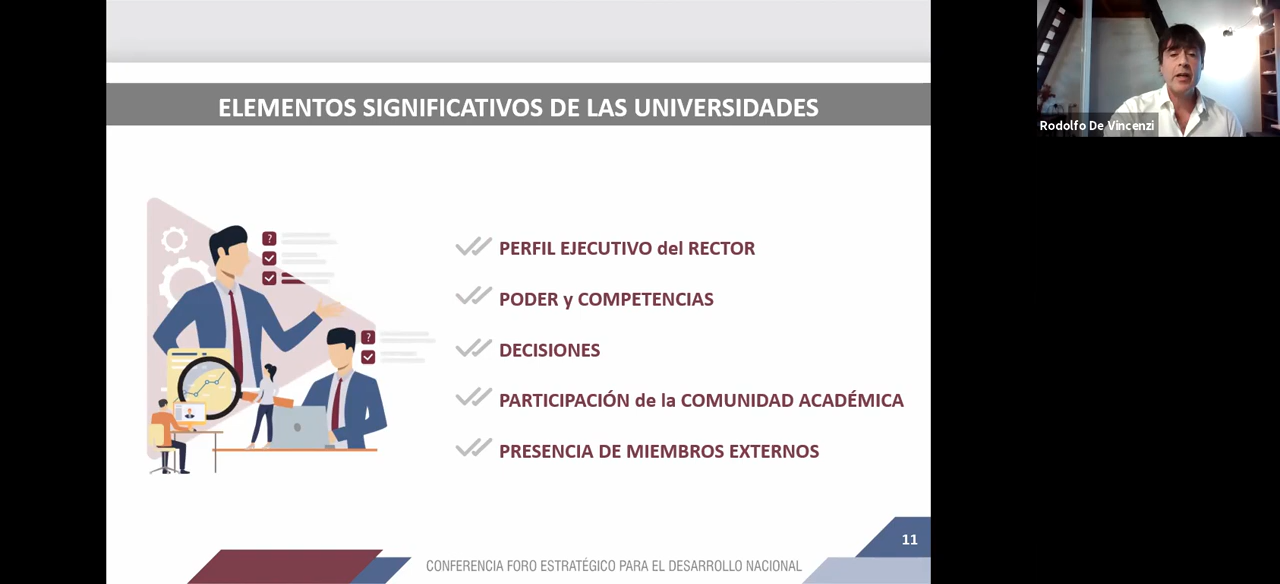 ELEMENTOS SIGNIFICATIVOS DE LAS UNIVERSIDADES
Rodolfo De Vincenzi
?
?
PERFIL EJECUTIVO del RECTOR
PODER y COMPETENCIAS
DECISIONES
PARTICIPACIÓN de la COMUNIDAD ACADÉMICA
PRESENCIA DE MIEMBROS EXTERNOS
11
CONFERENCIA FORO ESTRATÉGICO PARA EL DESARROLLO NACIONAL